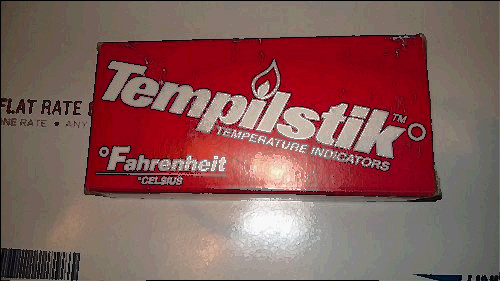 FLAT RATE
ONE RATE • ANY
Tempilstik™°
TEMPERATURE INDICATORS
°Fahrenheit
°CELSIUS